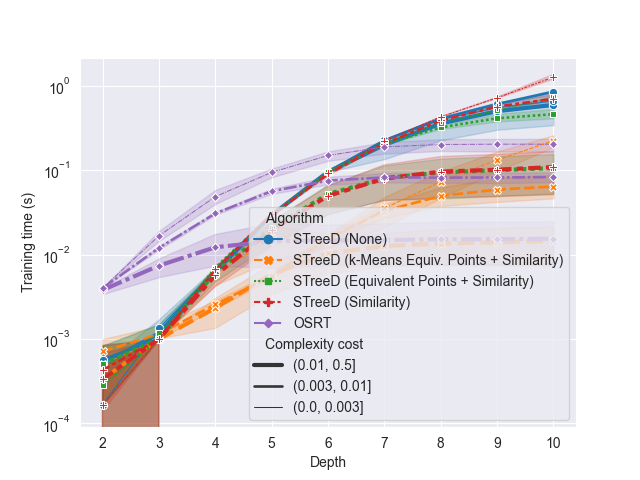 10⁰
10⁻¹
10⁻²
10⁻³
10⁻⁴
Training time (s)
2 3 4 5 6 7 8 9 10
Depth
Algorithm
STreeD (None)
STreeD (k-Means Equiv. Points + Similarity)
STreeD (Equivalent Points + Similarity)
STreeD (Similarity)
OSRT
Complexity cost
(0.01, 0.5]
(0.003, 0.01]
(0.0, 0.003]